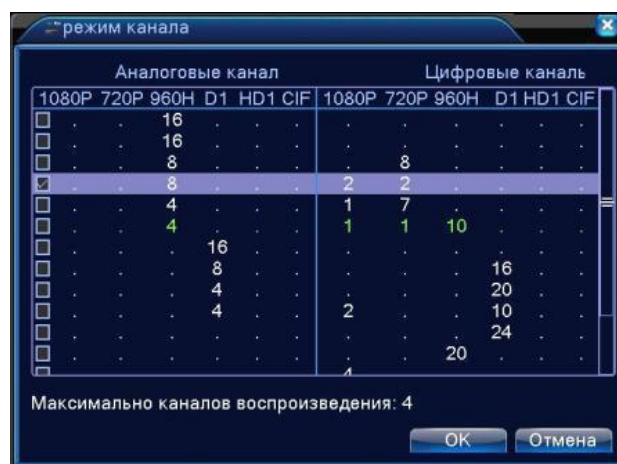 режим канала
Аналоговые канал Цифровые каналь
1080P 720P 960H D1 HD1 CIF 1080P 720P 960H D1 HD1 CIF
. . 16 . . . . . . . . .
. . 16 . . . . . . . . .
. . 8 . . . . 8 . . . .
. . 8 . . . 2 2 . . . .
. . 4 . . . 1 7 . . . .
. . 4 . . . 1 1 10 . . .
. . . 16 . . . . . . . .
. . . 8 . . . . . 16 . .
. . . 4 . . . . . 20 . .
. . . 4 . . 2 . . 10 . .
. . . . . . . . . 24 . .
. . . . . . . . 20 . . .
4
Максимально каналов воспроизведения: 4
OK Отмена